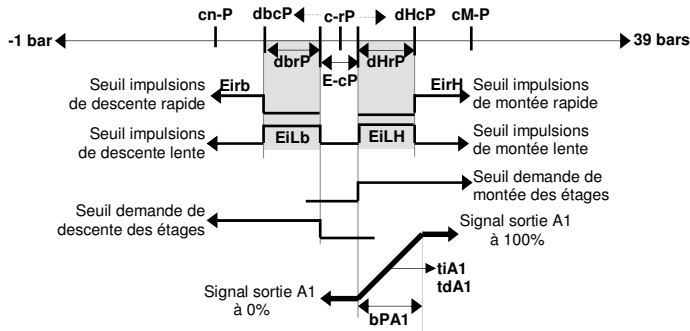 cn-P dbcP c-rP dHcP cM-P
-1 bar 39 bars
dbrP dHrP
E-cP
Seuil impulsions
de descente rapide
Eirb EirH
Seuil impulsions
de montée rapide
Seuil impulsions
de descente lente
EiLb EiLH
Seuil impulsions
de montée lente
Seuil demande de
montée des étages
Seuil demande de
descente des étages
Signal sortie A1
à 100%
tiA1
tdA1
Signal sortie A1
à 0%
bPA1